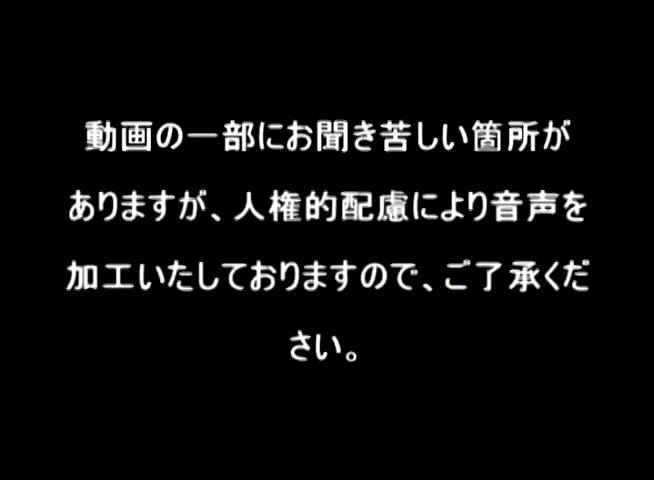 動画の一部にお聞き苦しい箇所が
ありますが、人権的配慮により音声を
加工いたしておりますので、ご了承くだ
さい。